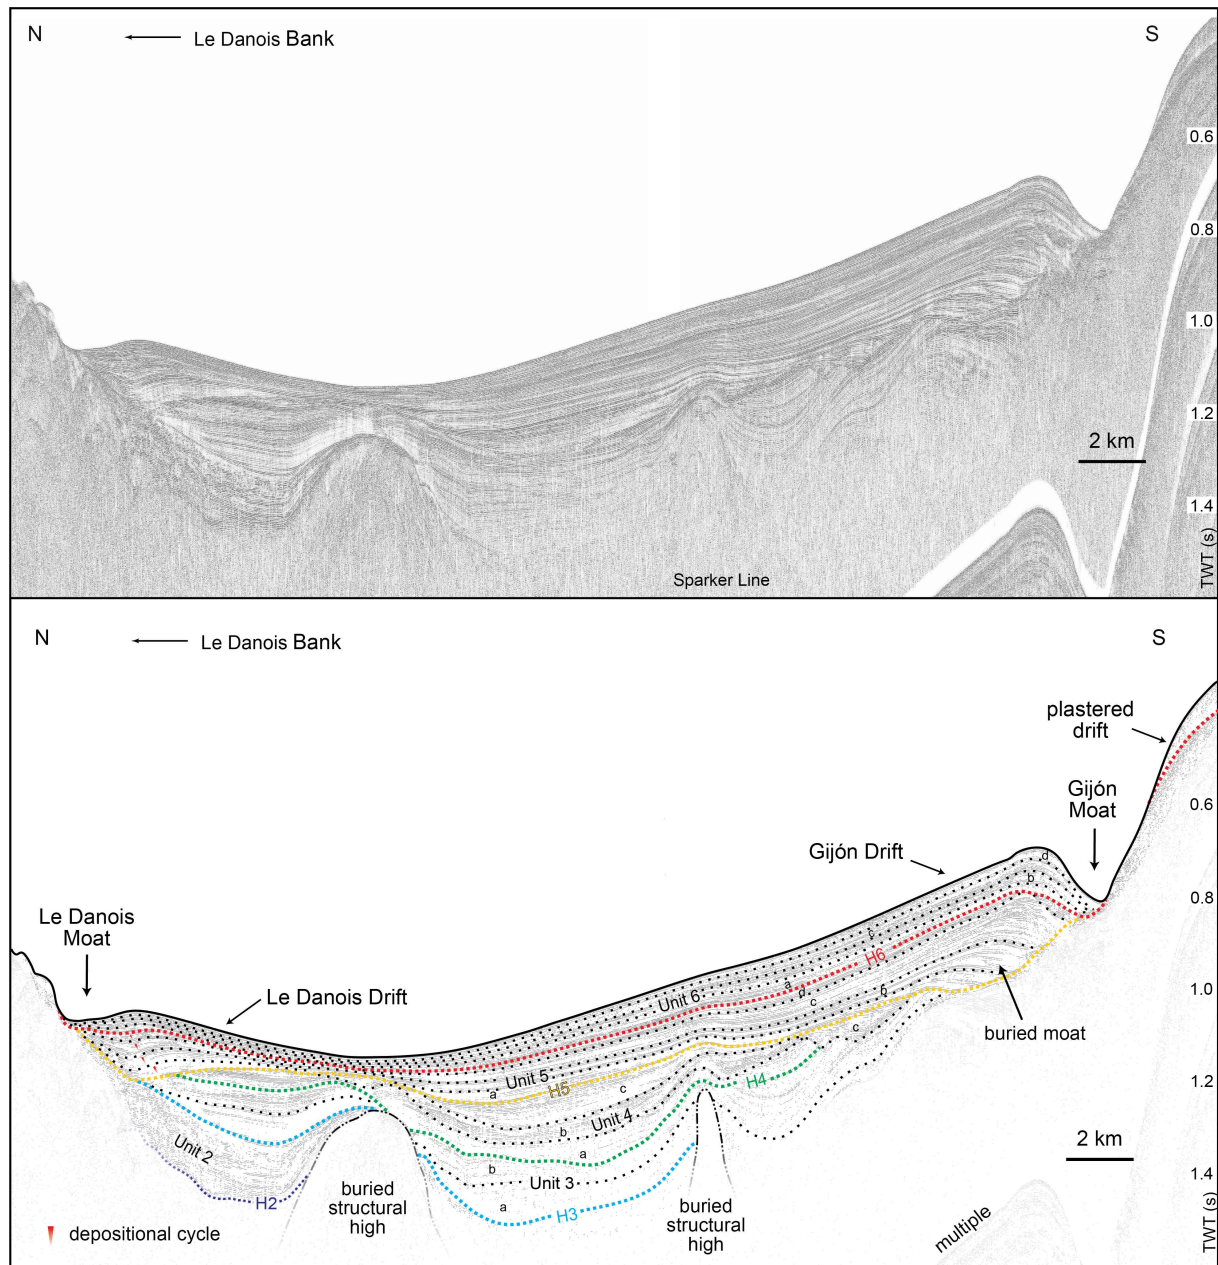 N
S
Le Danois Bank
0.6
0.8
1.0
1.2
2 km
1.4
TWT (s)
Sparker Line
N
S
Le Danois Bank
plastered
drift
Gijón
Moat
0.6
Gijón Drift
d
b
0.8
Le Danois
Moat
c
H6
Le Danois Drift
a
Unit 6
d
c
b
1.0
buried moat
c
Unit 5
a
H5
c
H4
1.2
Unit 4
b
Unit 2
a
b
Unit 3
2 km
a
H3
H2
buried
structural
high
buried
structural
high
1.4
multiple
depositional cycle
TWT (s)